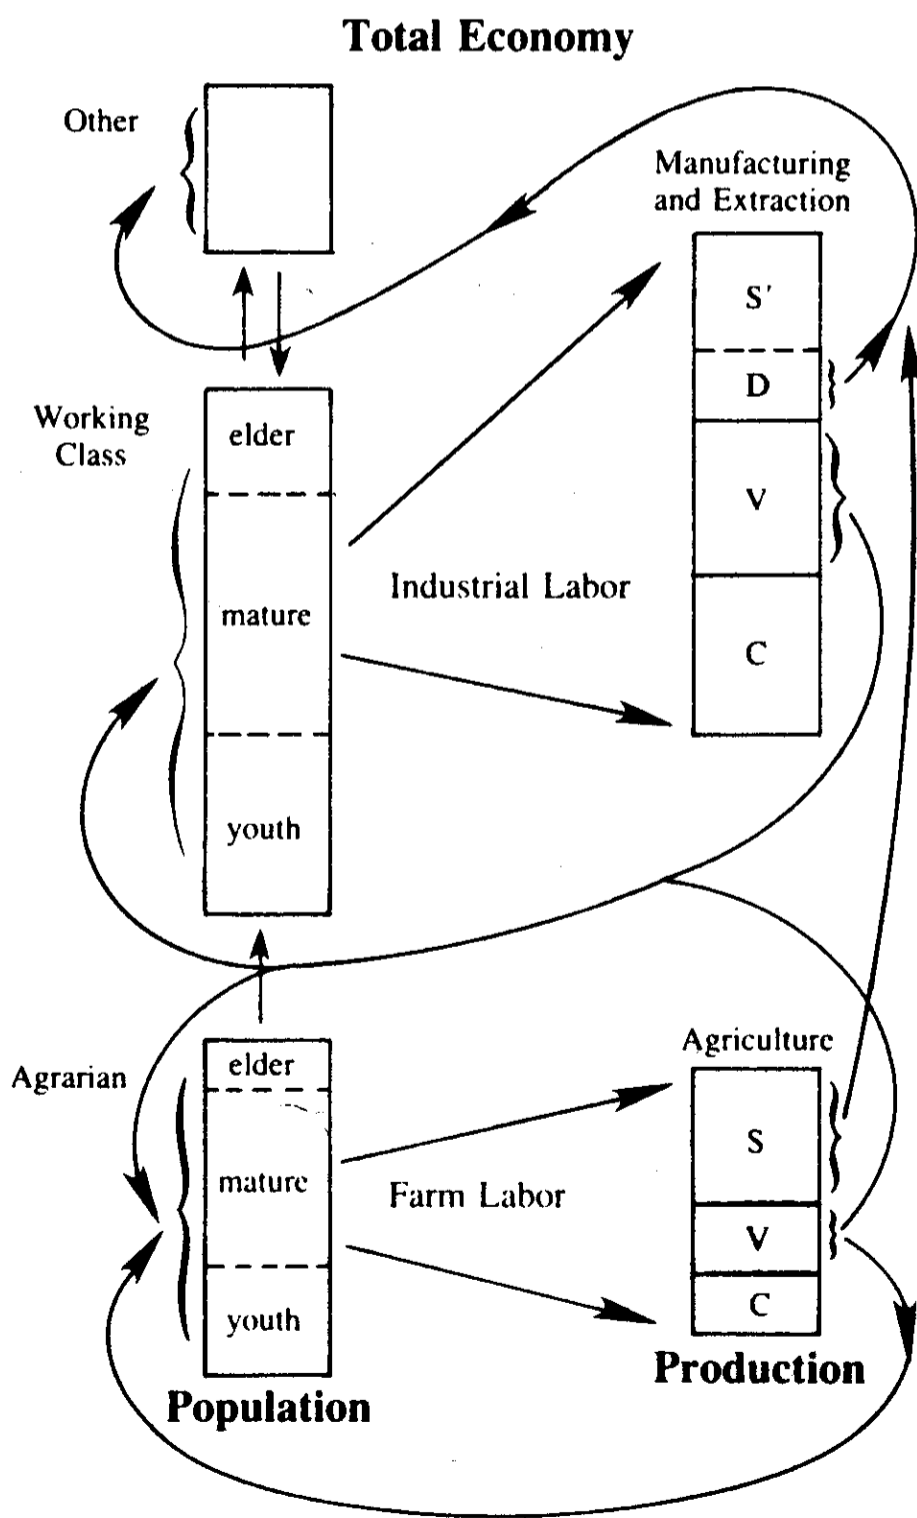 Total Economy
Other
Manufacturing
and Extraction
S'
D
V
C
Working
Class
elder
mature
youth
Industrial Labor
Agrarian
elder
mature
youth
Farm Labor
Agriculture
S
V
C
Population
Production